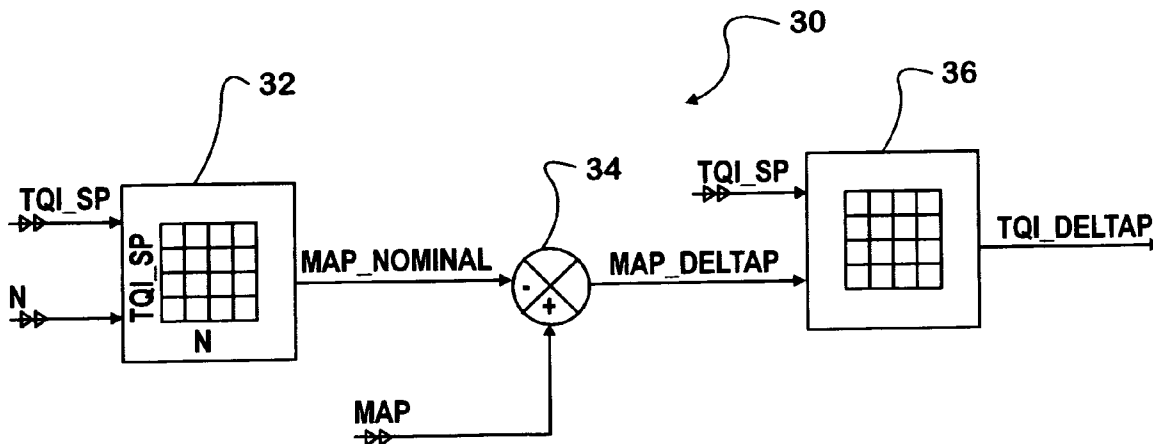 30
32
36
34
TQI_SP
TQI_SP
TQI_SP
MAP_NOMINAL
MAP_DELTAP
TQI_DELTAP
N
-
+
N
MAP